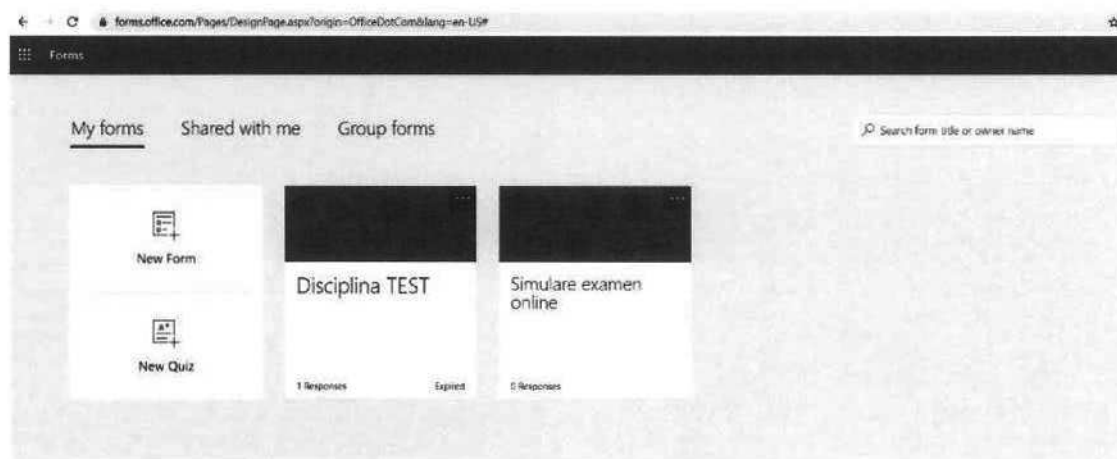 forms.office.com/Pages/DesignPage.aspx?origin=OfficeDotCom&lang=en-US#
Forms
My forms Shared with me Group forms
Search form title or owner name
New Form
Disciplina TEST
Simulare examen
online
New Quiz
1 Responses Expired
0 Responses